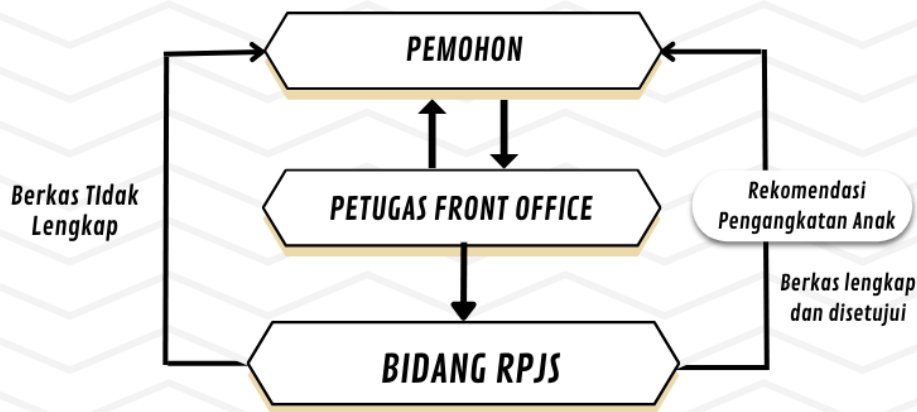 PEMOHON
PETUGAS FRONT OFFICE
Berkas TIdak
Lengkap
Rekomendasi
Pengangkatan Anak
Berkas lengkap
dan disetujui
BIDANG RPJS